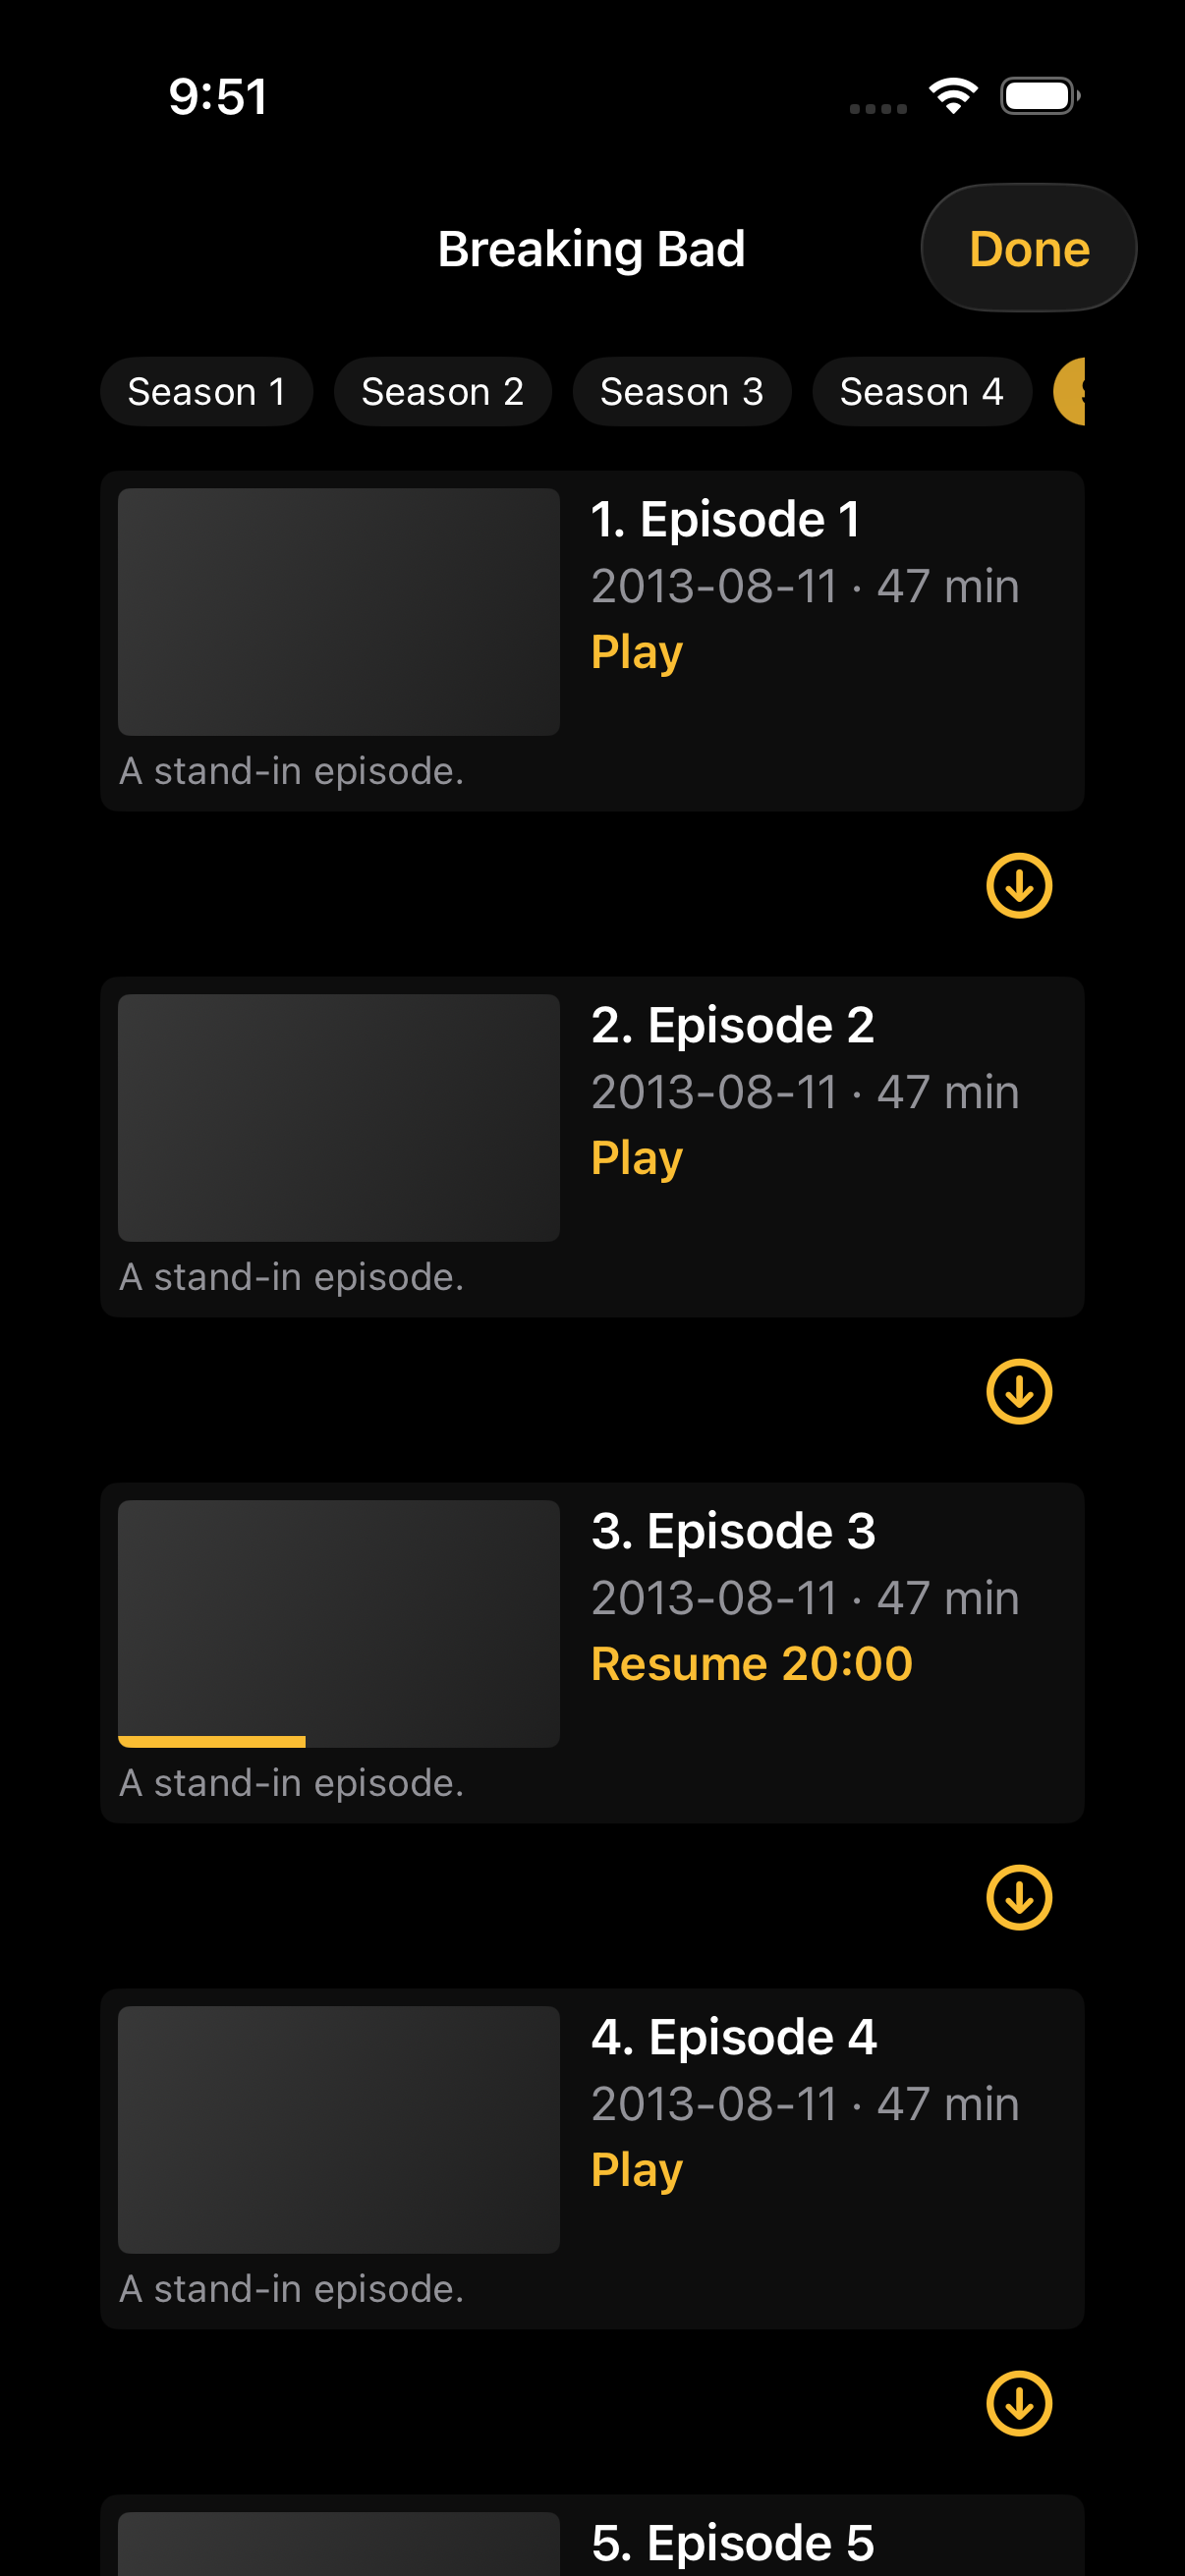 9:51
Breaking Bad
Done
Season 1
Season 2
Season 3
Season 4
1. Episode 1
2013-08-11 · 47 min
Play
A stand-in episode.
2. Episode 2
2013-08-11 · 47 min
Play
A stand-in episode.
3. Episode 3
2013-08-11 · 47 min
Resume 20:00
A stand-in episode.
4. Episode 4
2013-08-11 · 47 min
Play
A stand-in episode.
5. Episode 5